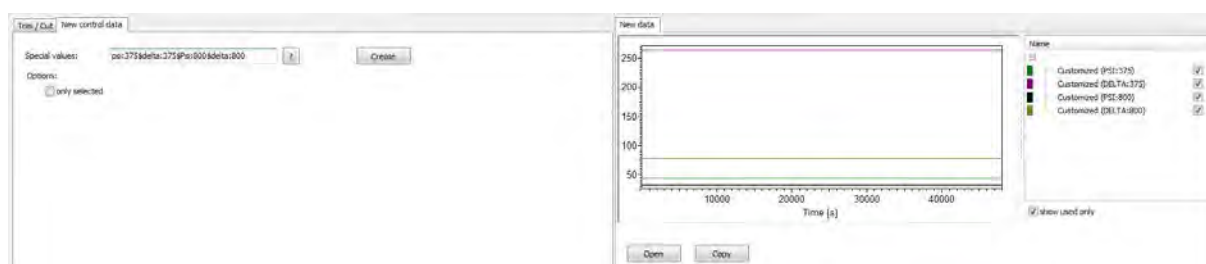 Trim / Cut New control data
Special values: psi:375$delta:375$Psi:800$delta:800 ? Create
Options:
only selected
New data
250
200
150
100
50
10000 20000 30000 40000
Time [s]
Name
Customized (PSI:375)
Customized (DELTA:375)
Customized (PSI:800)
Customized (DELTA:800)
show used only
Open Copy